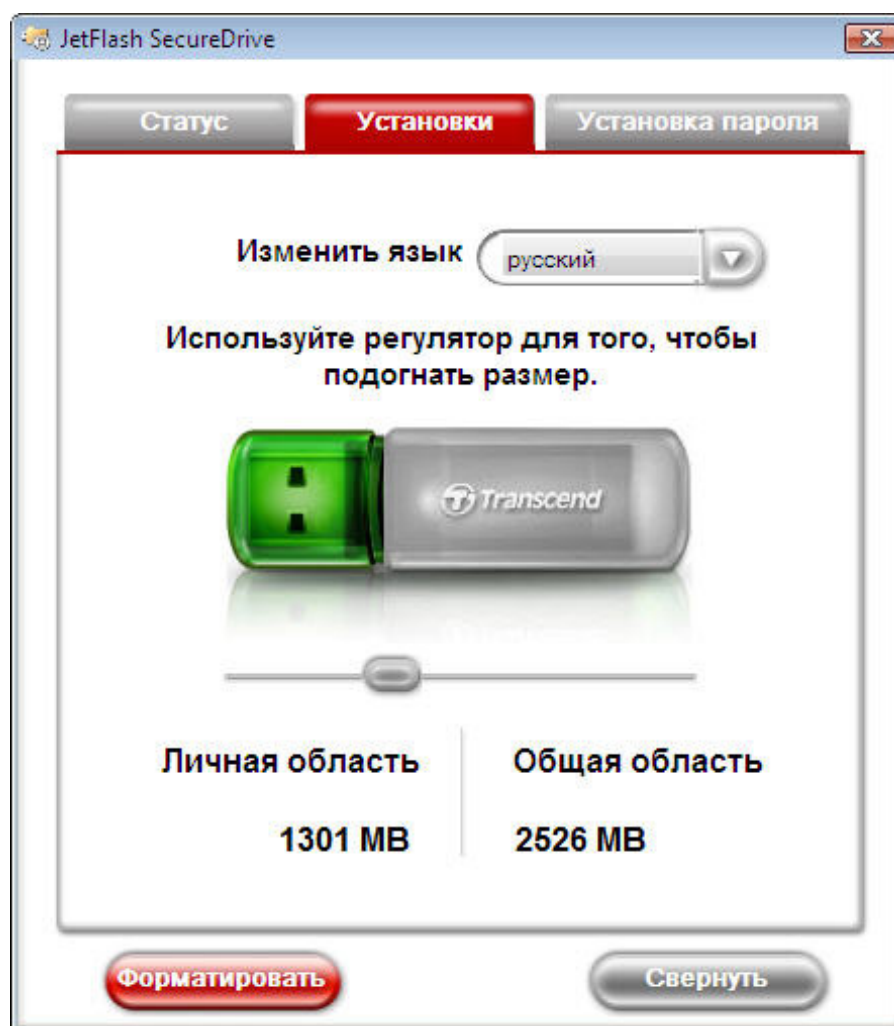 JetFlash SecureDrive
Статус Установки Установка пароля
Изменить язык русский
Используйте регулятор для того, чтобы
подогнать размер.
Transcend
Личная область Общая область
1301 MB 2526 MB
Форматировать Свернуть